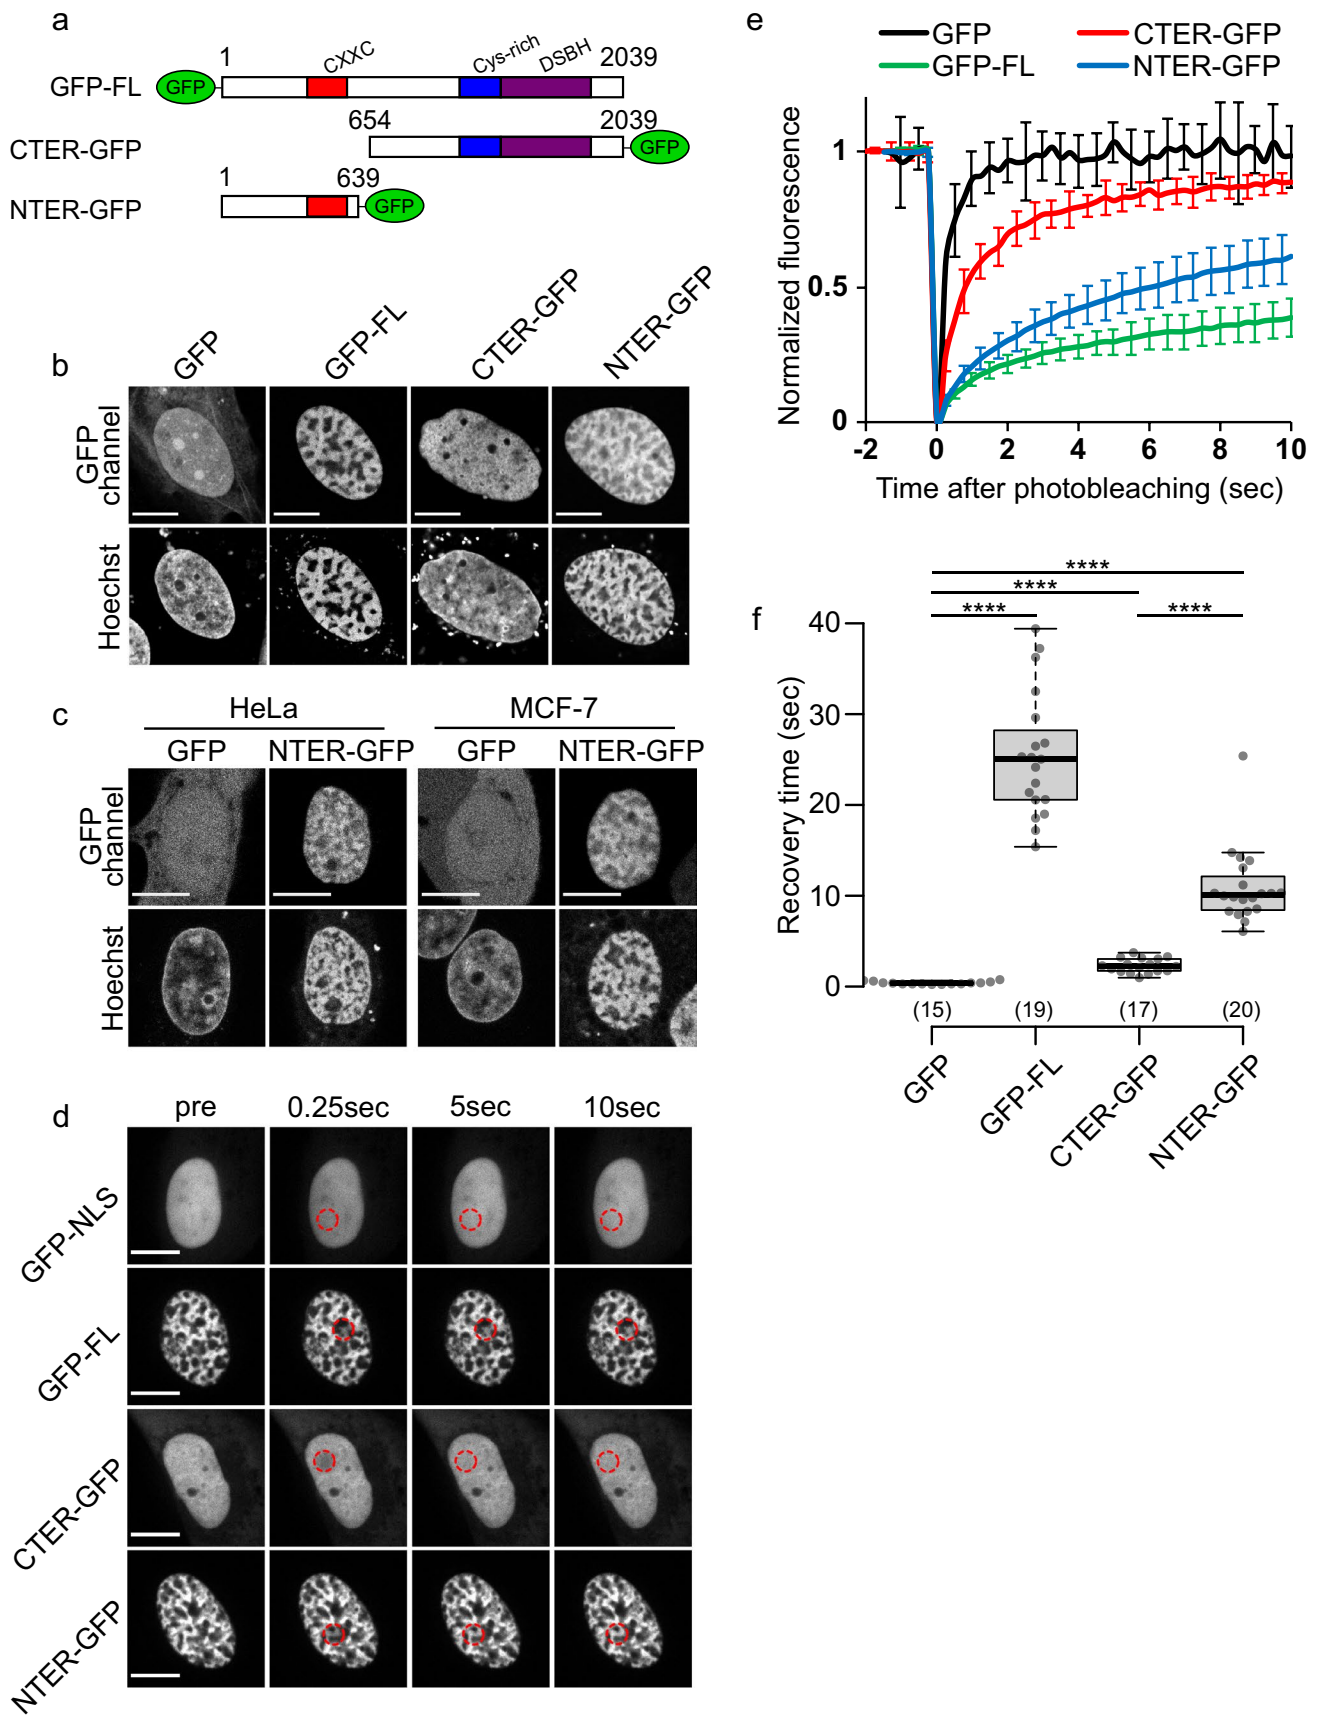 a
1 CXXC Cys-rich DSBH 2039
GFP-FL GFP
654 2039
CTER-GFP GFP
1 639
NTER-GFP GFP
b
GFP GFP-FL CTER-GFP NTER-GFP
GFP channel
Hoechst
c
HeLa MCF-7
GFP NTER-GFP GFP NTER-GFP
GFP channel
Hoechst
d
pre 0.25sec 5sec 10sec
GFP-NLS
GFP-FL
CTER-GFP
NTER-GFP
e
GFP CTER-GFP
GFP-FL NTER-GFP
Normalized fluorescence
1
0.5
0
-2 0 2 4 6 8 10
Time after photobleaching (sec)
f
****
****
**** ****
Recovery time (sec)
40
30
20
10
0
(15) (19) (17) (20)
GFP GFP-FL CTER-GFP NTER-GFP